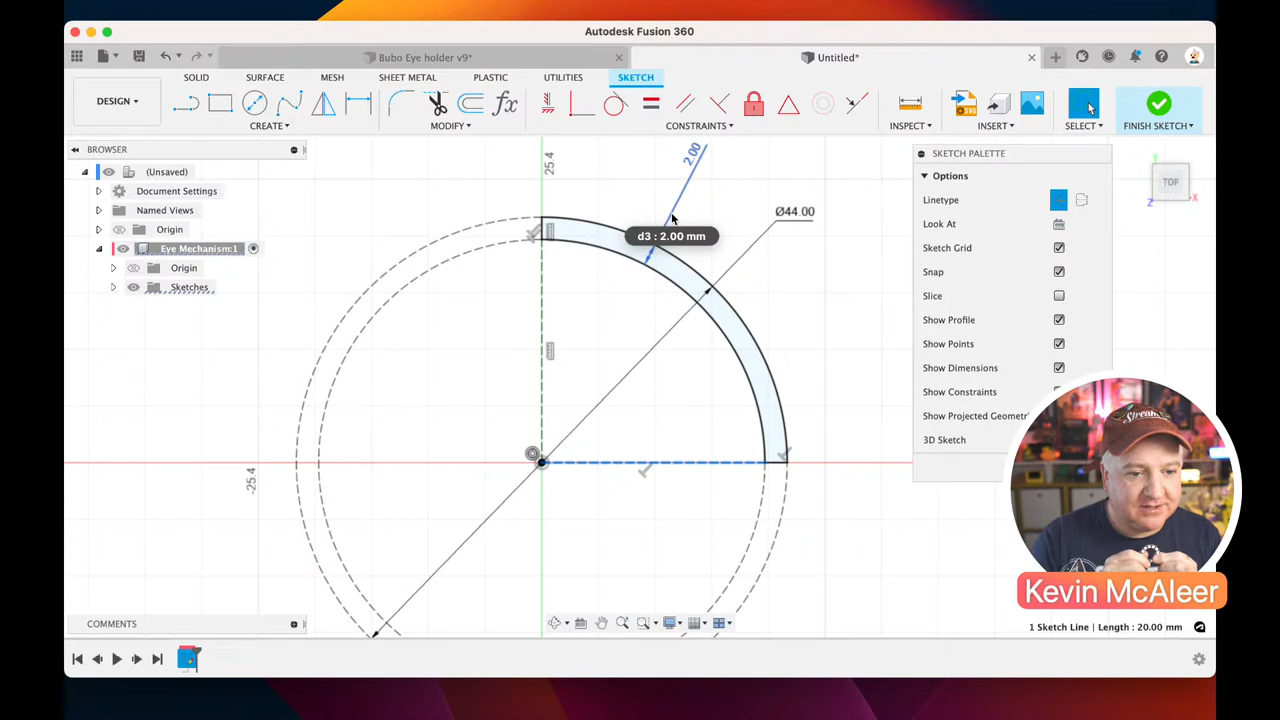 Autodesk Fusion 360
Bubo Eye holder v9*
Untitled*
DESIGN
SOLID
SURFACE
MESH
SHEET METAL
PLASTIC
UTILITIES
SKETCH
CREATE
MODIFY
fx
CONSTRAINTS
INSPECT
INSERT
SVG
SELECT
FINISH SKETCH
BROWSER
(Unsaved)
Document Settings
Named Views
Origin
Eye Mechanism:1
Origin
Sketches
25.4
2.00
Ø44.00
d3 : 2.00 mm
-25.4
SKETCH PALETTE
Options
Linetype
Look At
Sketch Grid
Snap
Slice
Show Profile
Show Points
Show Dimensions
Show Constraints
Show Projected Geometr
3D Sketch
TOP
Y
Z
X
Kevin McAleer
COMMENTS
1 Sketch Line | Length : 20.00 mm